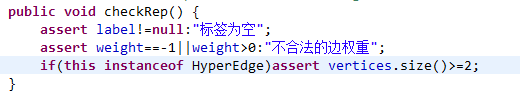 public void checkRep() {
assert label!=null:"标签为空";
assert weight==-1||weight>0:"不合法的边权重";
if(this instanceof HyperEdge)assert vertices.size()>=2;
}